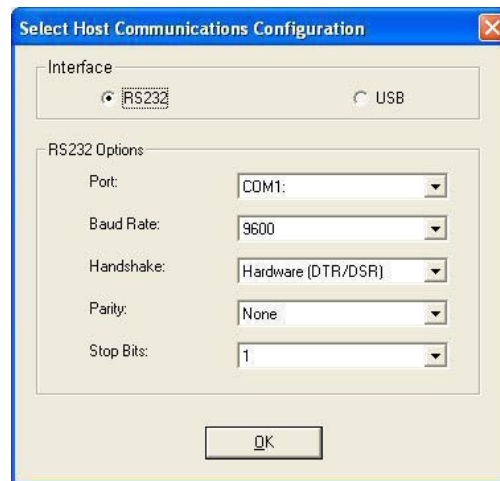 Select Host Communications Configuration
Interface
RS232
USB
RS232 Options
Port:
COM1:
Baud Rate:
9600
Handshake:
Hardware (DTR/DSR)
Parity:
None
Stop Bits:
1
OK